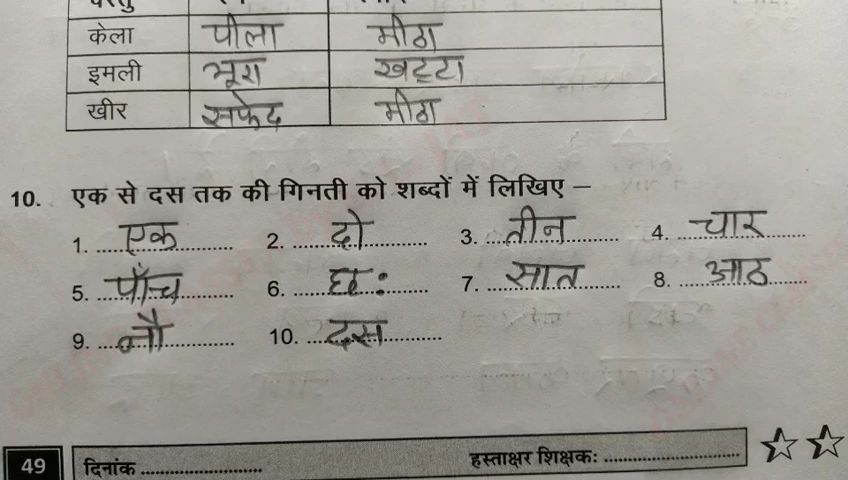 वस्तु
केला पीला मीठा
इमली भूरा खट्टा
खीर सफेद मीठा
10. एक से दस तक की गिनती को शब्दों में लिखिए –
1. एक 2. दो 3. तीन 4. चार
5. पाँच 6. छः 7. सात 8. आठ
9. नौ 10. दस
49 दिनांक ........................ हस्ताक्षर शिक्षकः ............................